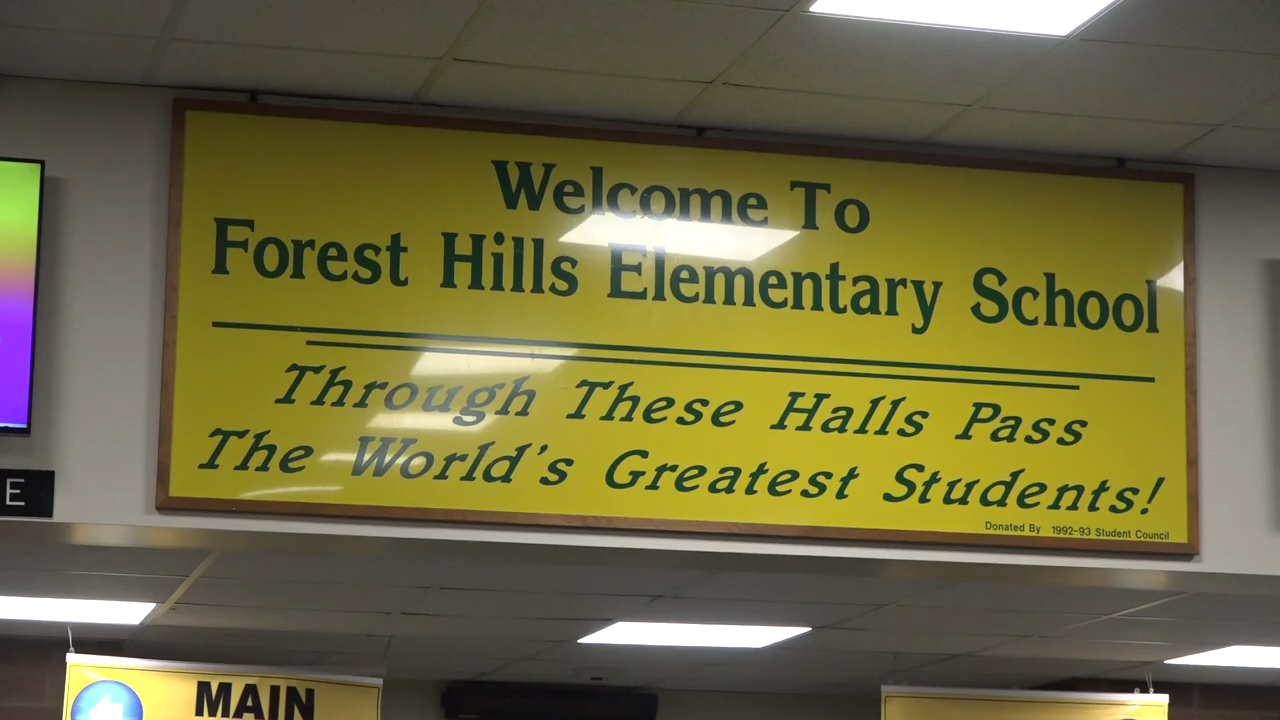 Welcome To
Forest Hills Elementary School
Through These Halls Pass
The World's Greatest Students!
Donated By 1992-93 Student Council
E
MAIN